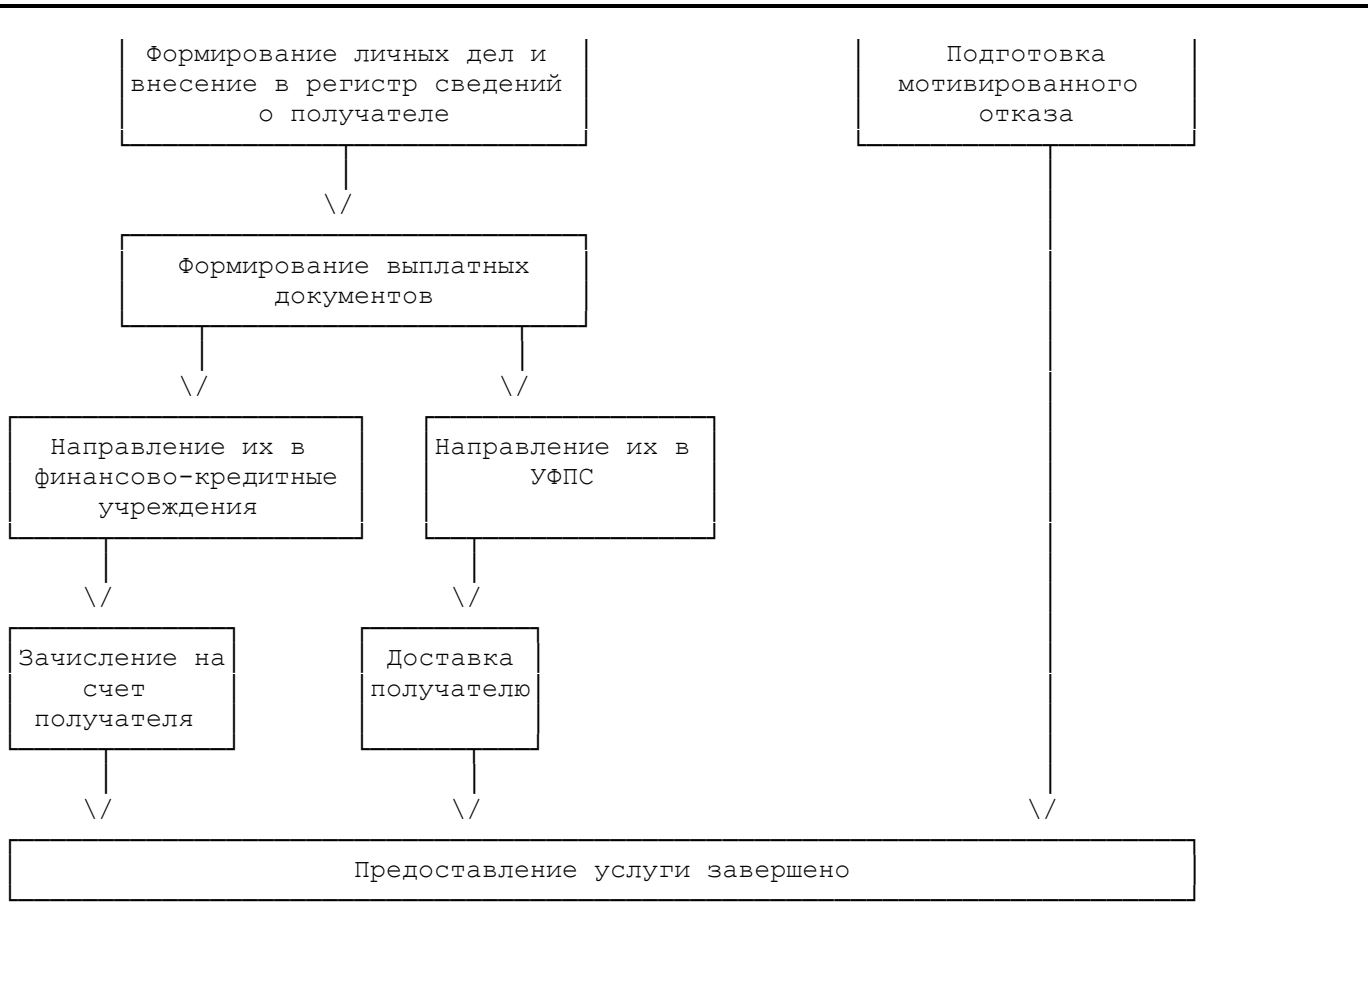 Формирование личных дел и
внесение в регистр сведений
о получателе
Подготовка
мотивированного
отказа
\/
Формирование выплатных
документов
\/ \/
Направление их в
финансово-кредитные
учреждения
Направление их в
УФПС
\/ \/
Зачисление на
счет
получателя
Доставка
получателю
\/ \/ \/
Предоставление услуги завершено